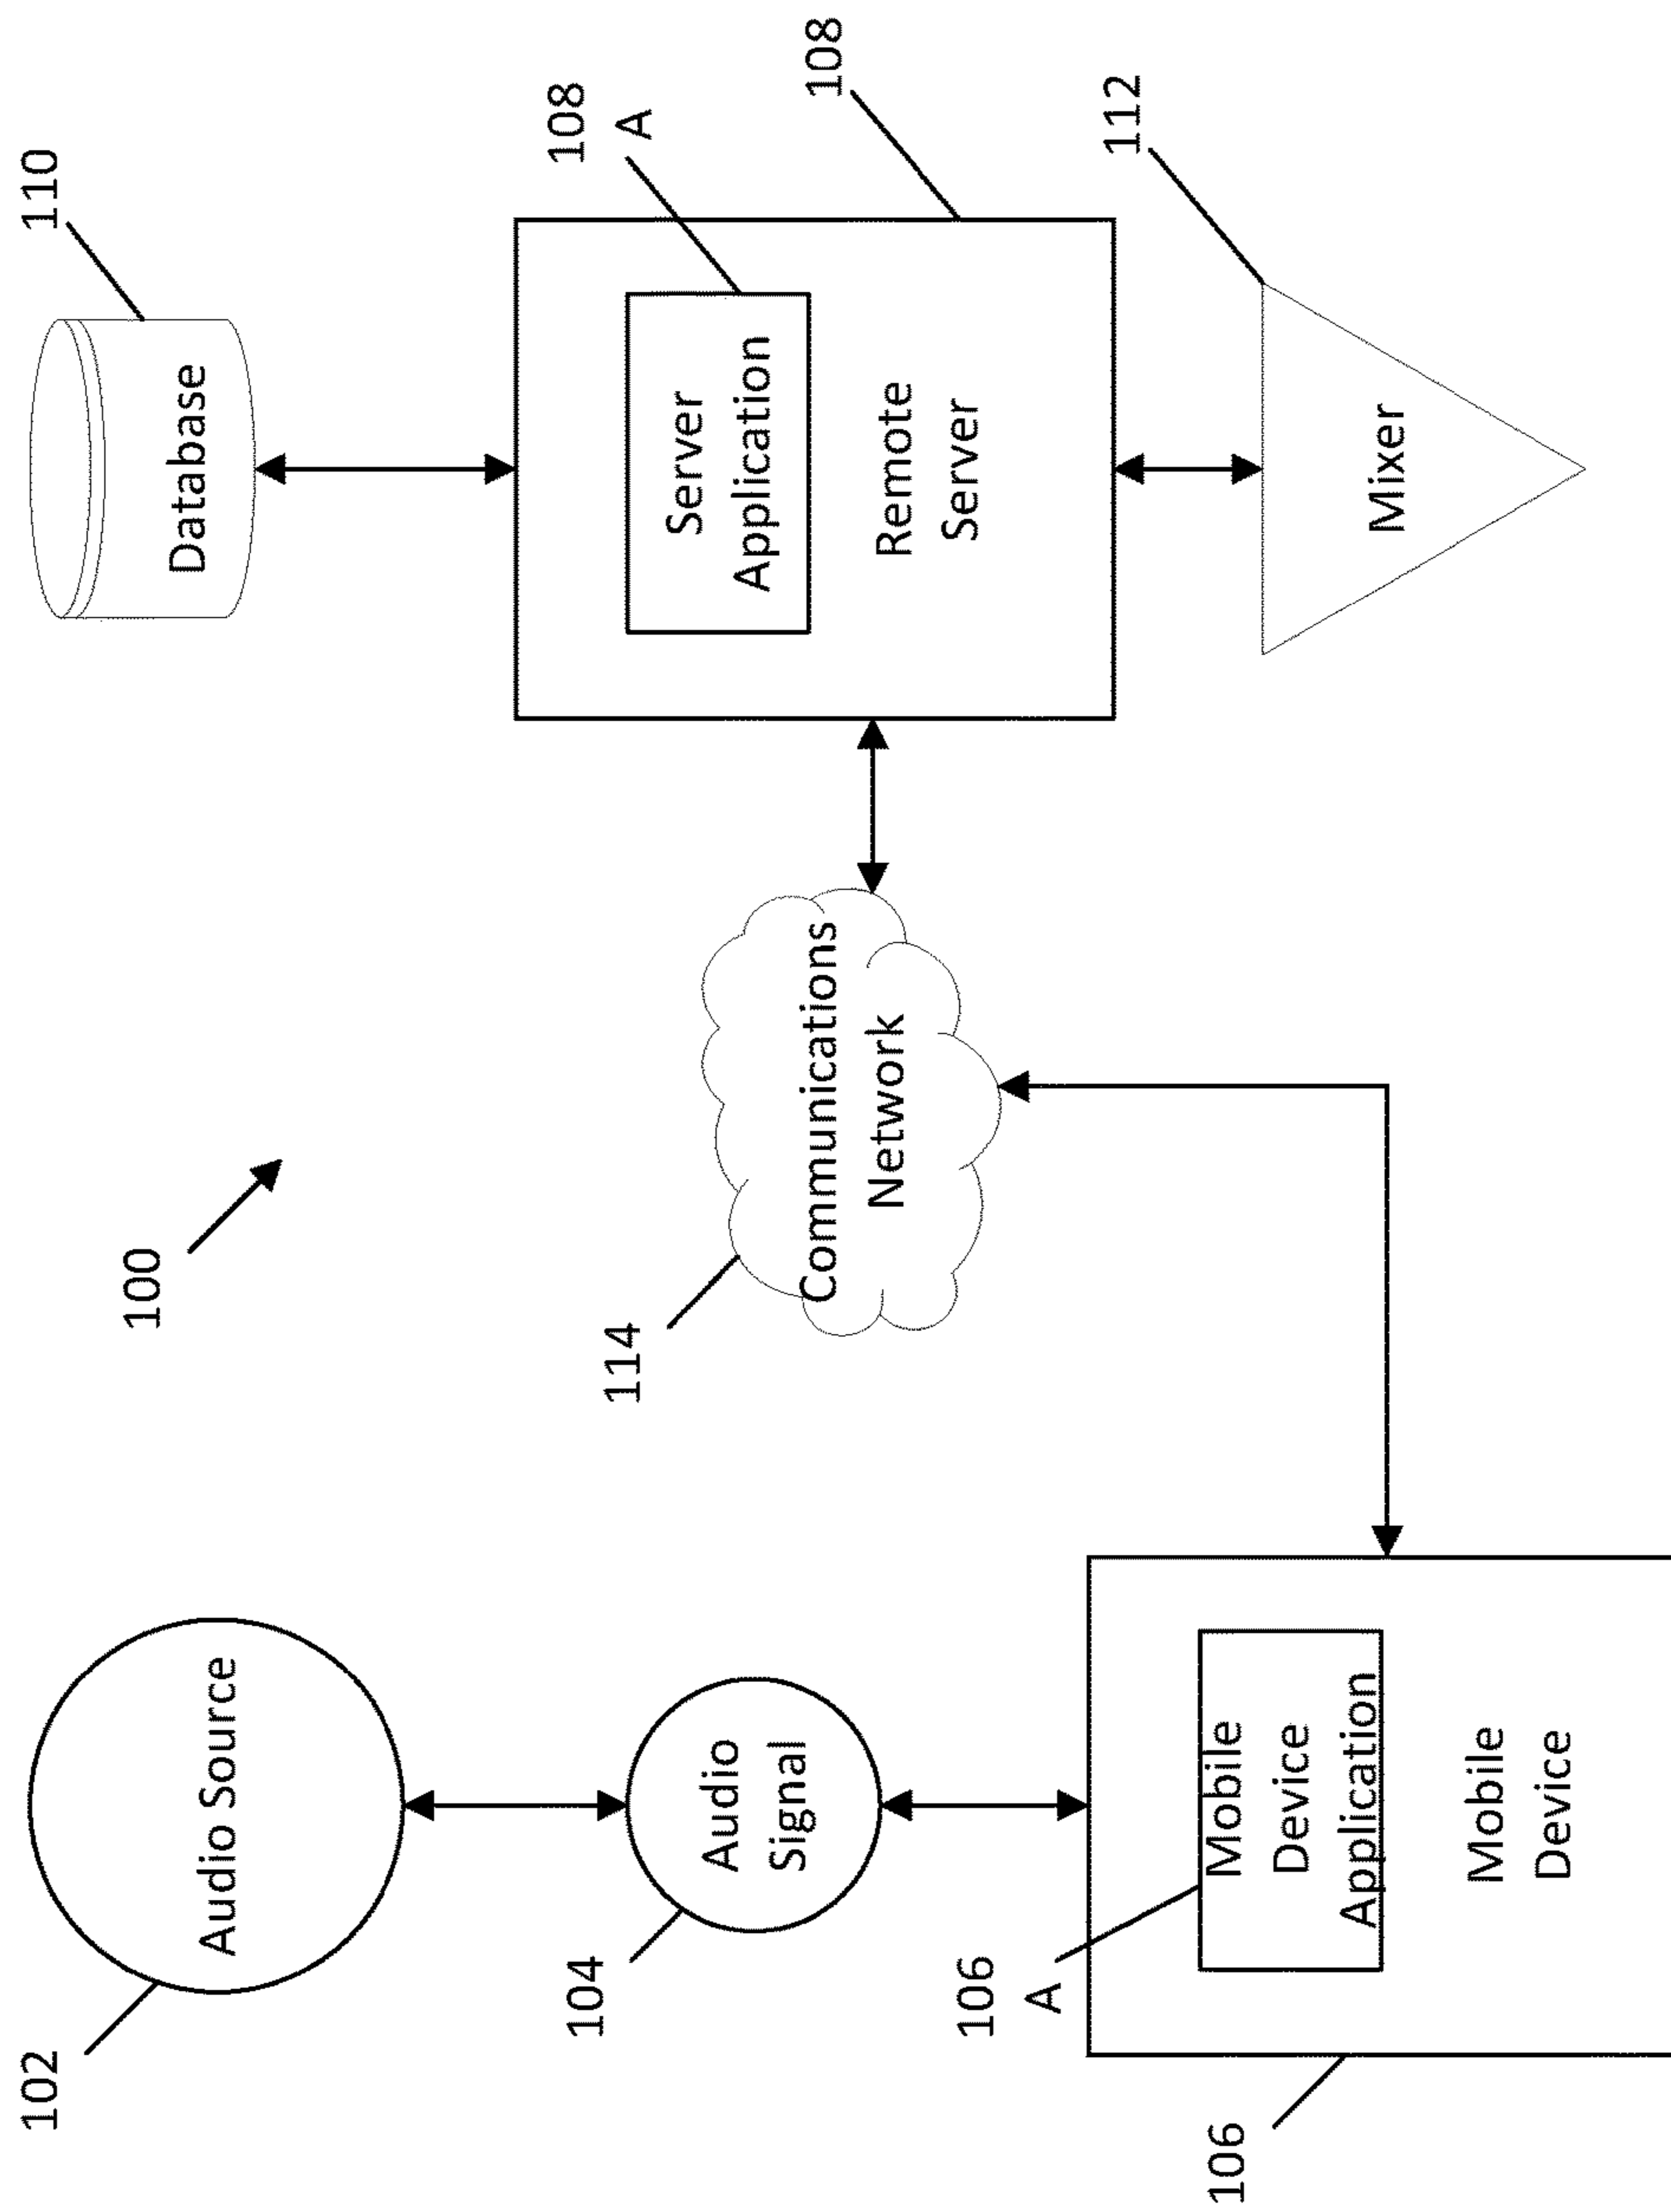 102
Audio Source
104
Audio
Signal
106
A
Mobile
Device
Application
Mobile
Device
106
100
114
Communications
Network
110
Database
108
A
Server
Application
Remote
Server
108
112
Mixer